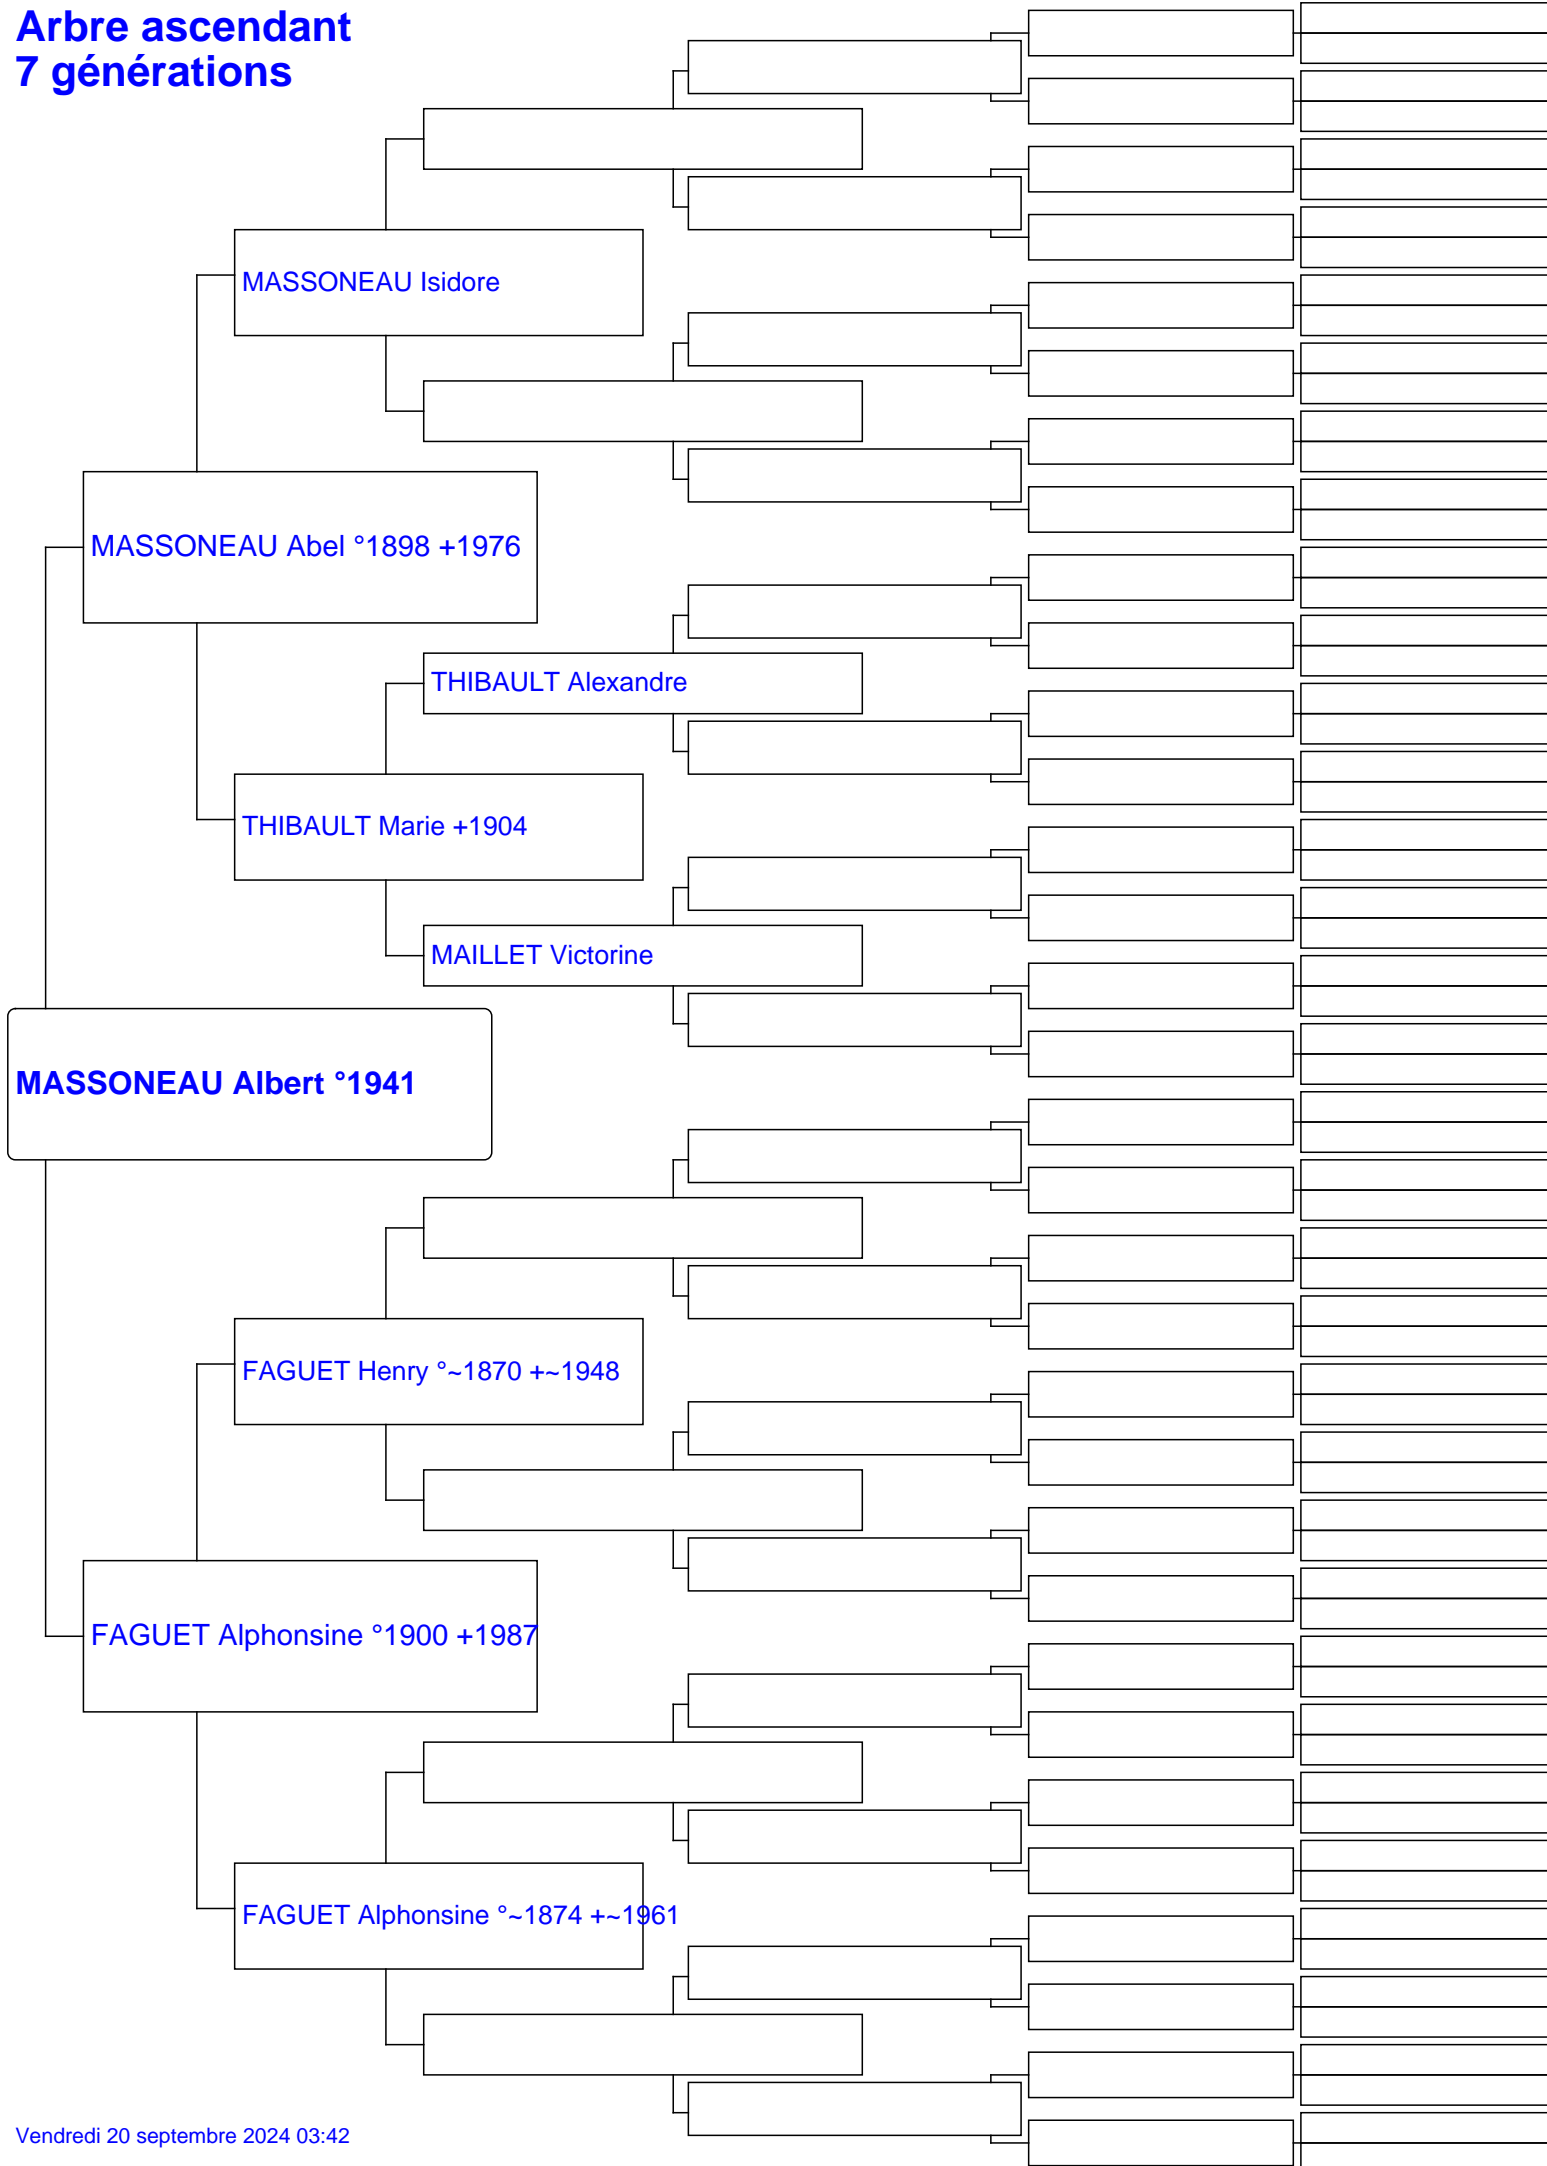 Arbre ascendant
7 générations
MASSONEAU Isidore
MASSONEAU Abel °1898 +1976
THIBAULT Alexandre
THIBAULT Marie +1904
MAILLET Victorine
MASSONEAU Albert °1941
FAGUET Henry °~1870 +~1948
FAGUET Alphonsine °1900 +1987
FAGUET Alphonsine °~1874 +~1961
Vendredi 20 septembre 2024 03:42